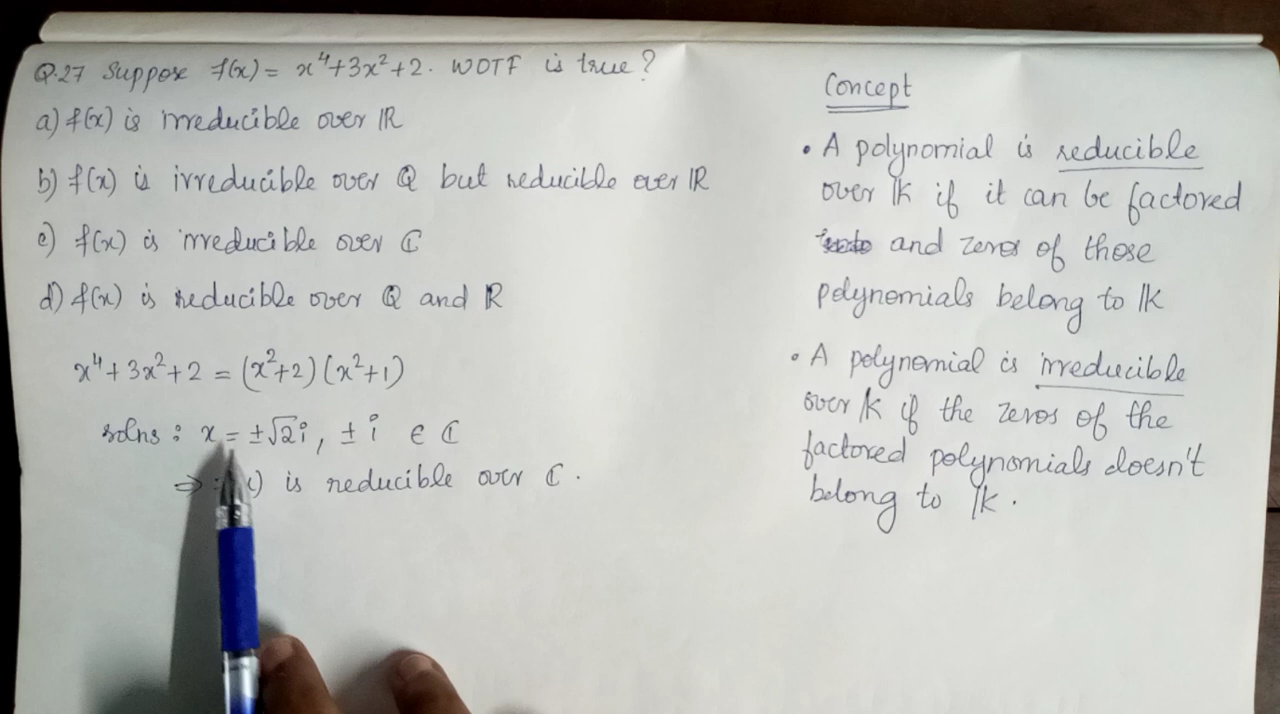 Q.27 Suppose f(x) = x⁴+3x²+2. WOTF is true?
a) f(x) is irreducible over ℝ
b) f(x) is irreducible over ℚ but reducible over ℝ
c) f(x) is irreducible over ℂ
d) f(x) is reducible over ℚ and ℝ
x⁴+3x²+2 = (x²+2)(x²+1)
solns : x = ±√2i, ± i ∈ ℂ
⇒ is reducible over ℂ.
Concept
• A polynomial is reducible
over K if it can be factored
and zeros of those
polynomials belong to K
• A polynomial is irreducible
over K if the zeros of the
factored polynomials doesn't
belong to K.